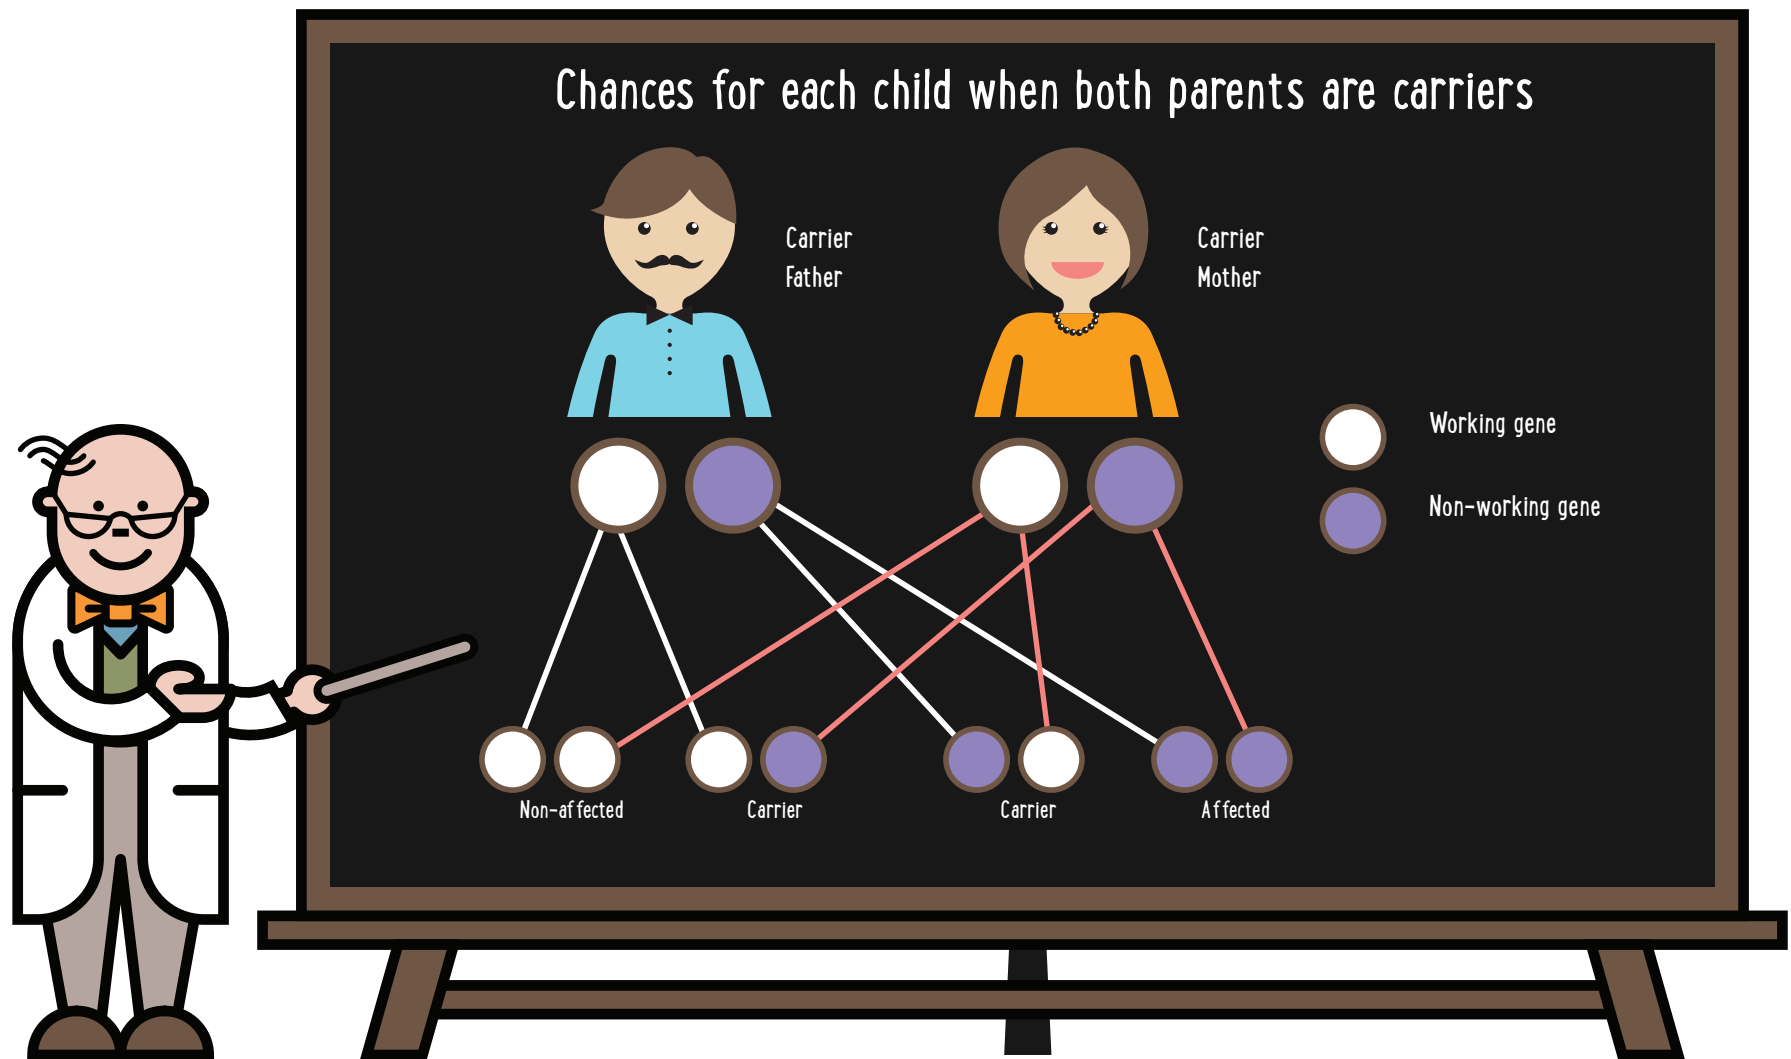 Chances for each child when both parents are carriers
Carrier
Father
Carrier
Mother
Working gene
Non-working gene
Non-affected
Carrier
Carrier
Affected